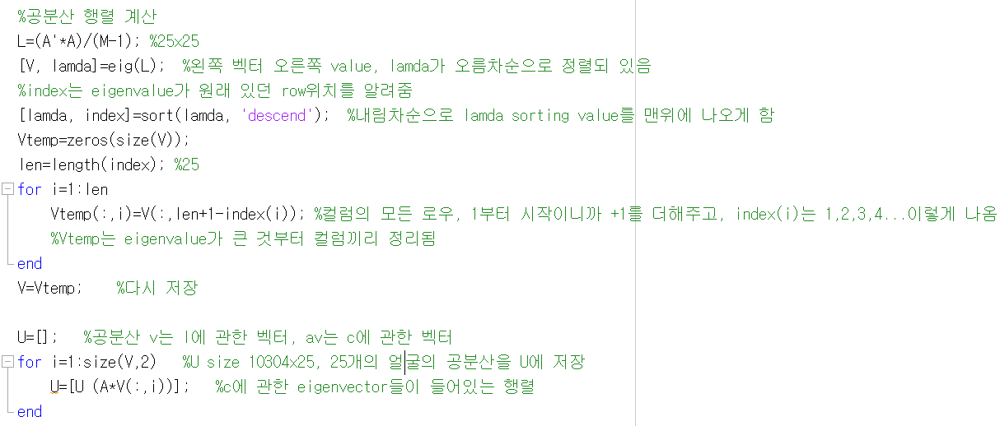 %공분산 행렬 계산
L=(A'*A)/(M-1); %25x25
[V, lamda]=eig(L);  %왼쪽 벡터 오른쪽 value, lamda가 오름차순으로 정렬되 있음
%index는 eigenvalue가 원래 있던 row위치를 알려줌
[lamda, index]=sort(lamda, 'descend');  %내림차순으로 lamda sorting value를 맨위에 나오게 함
Vtemp=zeros(size(V));
len=length(index); %25
for i=1:len
    Vtemp(:,i)=V(:,len+1-index(i)); %컬럼의 모든 로우, 1부터 시작이니까 +1를 더해주고, index(i)는 1,2,3,4...이렇게 나옴
    %Vtemp는 eigenvalue가 큰 것부터 컬럼끼리 정리됨
end
V=Vtemp;    %다시 저장
U=[];   %공분산 v는 l에 관한 벡터, av는 c에 관한 벡터
for i=1:size(V,2)   %U size 10304x25, 25개의 얼굴의 공분산을 U에 저장
    U=[U (A*V(:,i))];   %c에 관한 eigenvector들이 들어있는 행렬
end